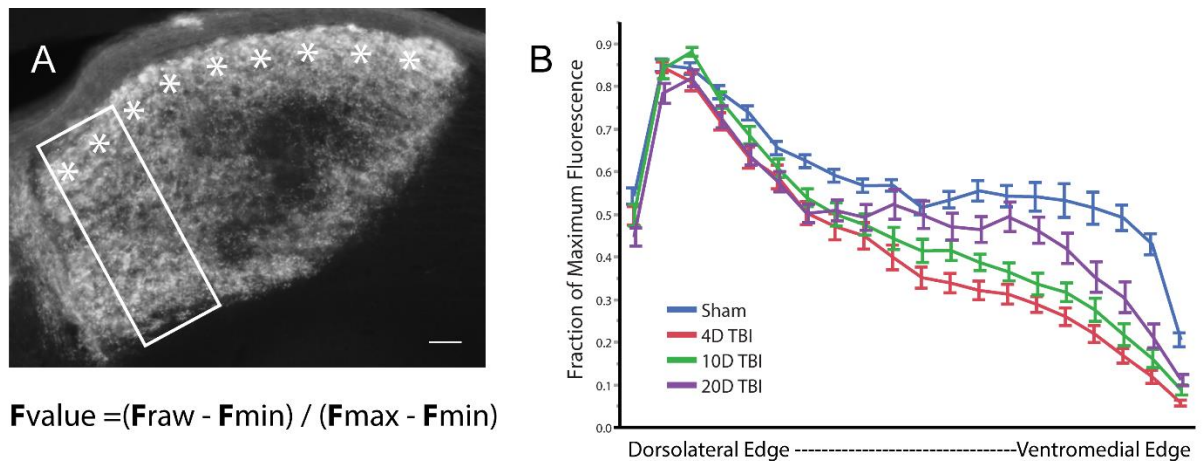 A
* * * * * * * * * *
Fvalue =(Fraw - Fmin) / (Fmax - Fmin)
B
Fraction of Maximum Fluorescence
0.9
0.8
0.7
0.6
0.5
0.4
0.3
0.2
0.1
0.0
Sham
4D TBI
10D TBI
20D TBI
Dorsolateral Edge ---------------------------------Ventromedial Edge